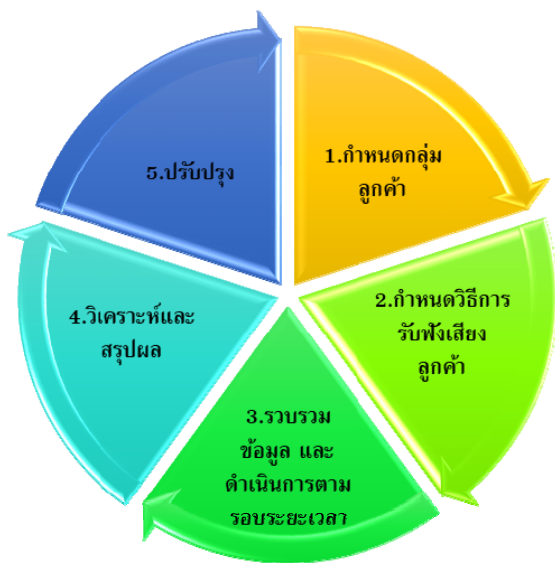 1.กำหนดกลุ่ม
ลูกค้า
2.กำหนดวิธีการ
รับฟังเสียง
ลูกค้า
3.รวบรวม
ข้อมูล และ
ดำเนินการตาม
รอบระยะเวลา
4.วิเคราะห์และ
สรุปผล
5.ปรับปรุง